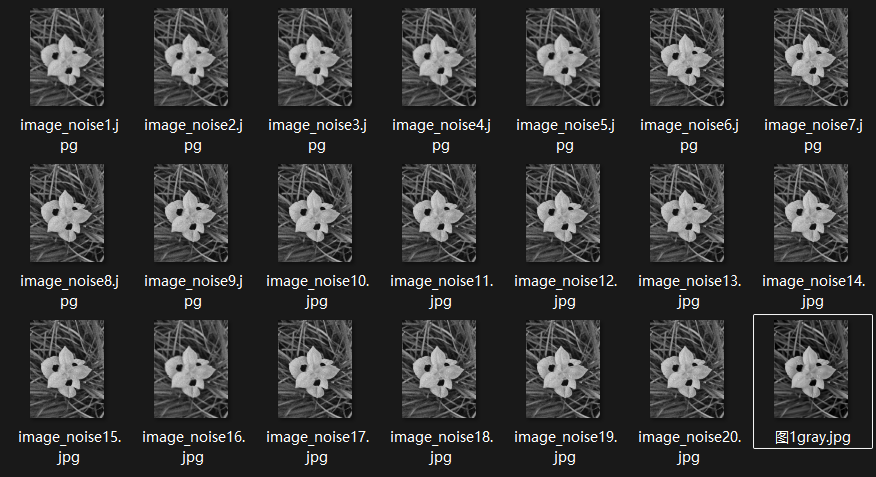 image_noise1.j
pg
image_noise2.j
pg
image_noise3.j
pg
image_noise4.j
pg
image_noise5.j
pg
image_noise6.j
pg
image_noise7.j
pg
image_noise8.j
pg
image_noise9.j
pg
image_noise10.
jpg
image_noise11.
jpg
image_noise12.
jpg
image_noise13.
jpg
image_noise14.
jpg
image_noise15.
jpg
image_noise16.
jpg
image_noise17.
jpg
image_noise18.
jpg
image_noise19.
jpg
image_noise20.
jpg
图1gray.jpg